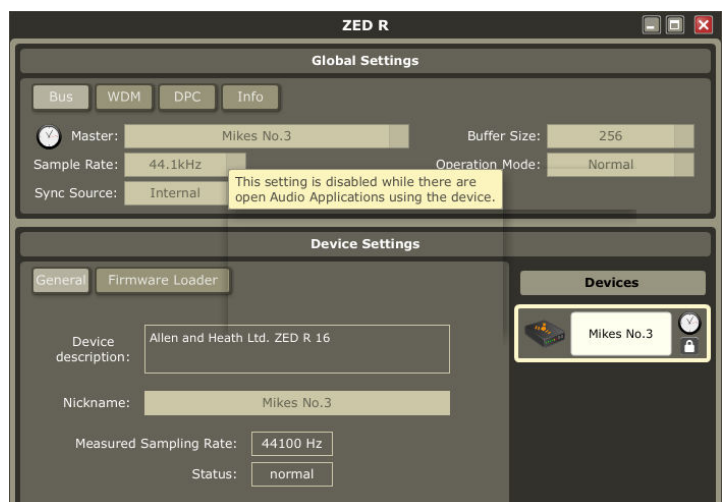 ZED R
Global Settings
Bus WDM DPC Info
Master: Mikes No.3 Buffer Size: 256
Sample Rate: 44.1kHz Operation Mode: Normal
Sync Source: Internal
This setting is disabled while there are
open Audio Applications using the device.
Device Settings
General Firmware Loader
Devices
Mikes No.3
Device
description: Allen and Heath Ltd. ZED R 16
Nickname: Mikes No.3
Measured Sampling Rate: 44100 Hz
Status: normal